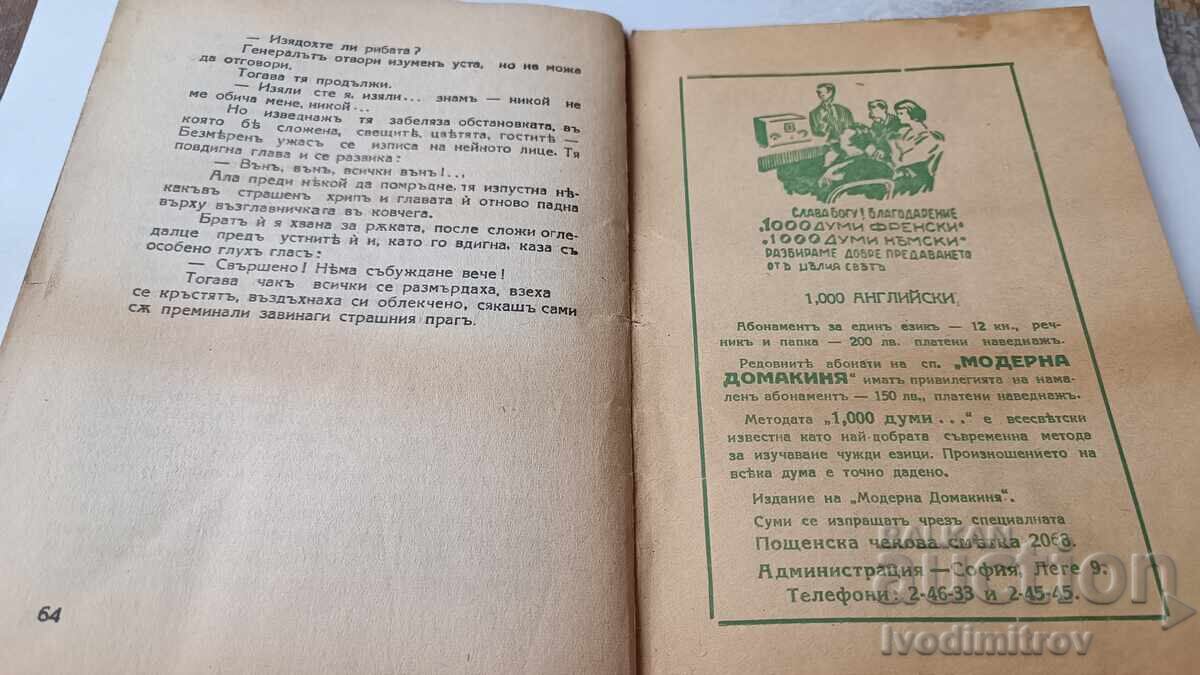 — Изядохте ли рибата?
Генералътъ отвори изуменъ уста, но не можа
да отговори.
Тогава тя продължи.
— Изяли сте я, изяли... знамъ — никой не
ме обича мене, никой...
Но изведнажъ тя забеляза обстановката, въ
която бѣ сложена, свещитѣ, цвѣтята, гоститѣ —
Безмѣренъ ужасъ се изписа на нейното лице. Тя
повдигна глава и се развика:
— Вънъ, вънъ, всички вънъ!...
Ала преди нѣкой да помръдне, тя изпустна нѣ-
какъвъ страшенъ хрипъ и главата ѝ отново падна
върху възглавничката въ ковчега.
Братъ ѝ я хвана за рѫката, после сложи огле-
далце предъ устнитѣ ѝ и, като го вдигна, каза съ
особено глухъ гласъ:
— Свършено! Нѣма събуждане вече!
Тогава чакъ всички се размърдаха, взеха
се кръстятъ, въздъхнаха си облекчено, сякашъ сами
сѫ преминали завинаги страшния прагъ.
64
СЛАВА БОГУ! БЛАГОДАРЕНИЕ
„1000 ДУМИ ФРЕНСКИ“
„1000 ДУМИ НѢМСКИ“
РАЗБИРАМЕ ДОБРЕ ПРЕДАВАНЕТО
ОТЪ ЦѢЛИЯ СВѢТЪ
1,000 АНГЛИЙСКИ,
Абонаментъ за единъ езикъ — 12 кн., реч-
никъ и папка — 200 лв. платени наведнажъ.
Редовнитѣ абонати на сп. „МОДЕРНА
ДОМАКИНЯ“ иматъ привилегията на нама-
ленъ абонаментъ — 150 лв., платени наведнажъ.
Методата „1,000 думи...“ е всесвѣтски
известна като най-добрата съвременна метода
за изучаване чужди езици. Произношението на
всѣка дума е точно дадено.
Издание на „Модерна Домакиня“.
Суми се изпращатъ чрезъ специалната
Пощенска чекова смѣтка 2068.
Администрация — София, Леге 9.
Телефони: 2-46-33 и 2-45-45.
BALKAN
auction
Ivodimitrov